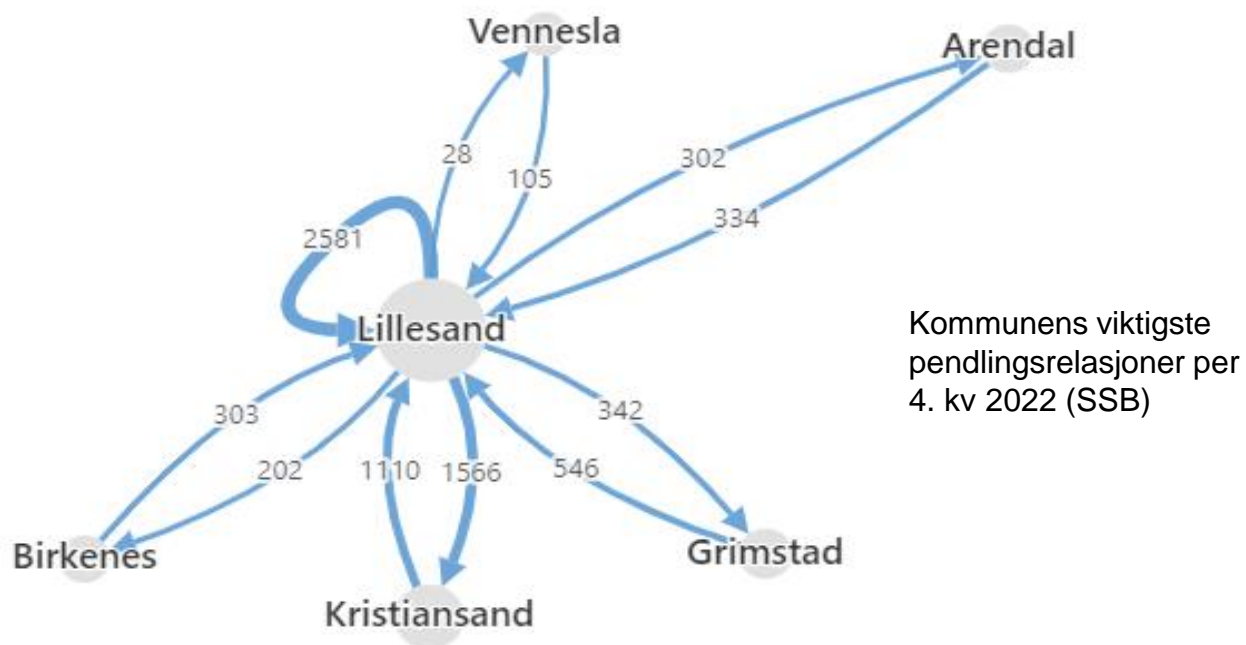 Vennesla
Arendal
28
302
105
334
2581
Lillesand
Kommunens viktigste
pendlingsrelasjoner per
4. kv 2022 (SSB)
303
342
202
1110
1566
546
Birkenes
Grimstad
Kristiansand